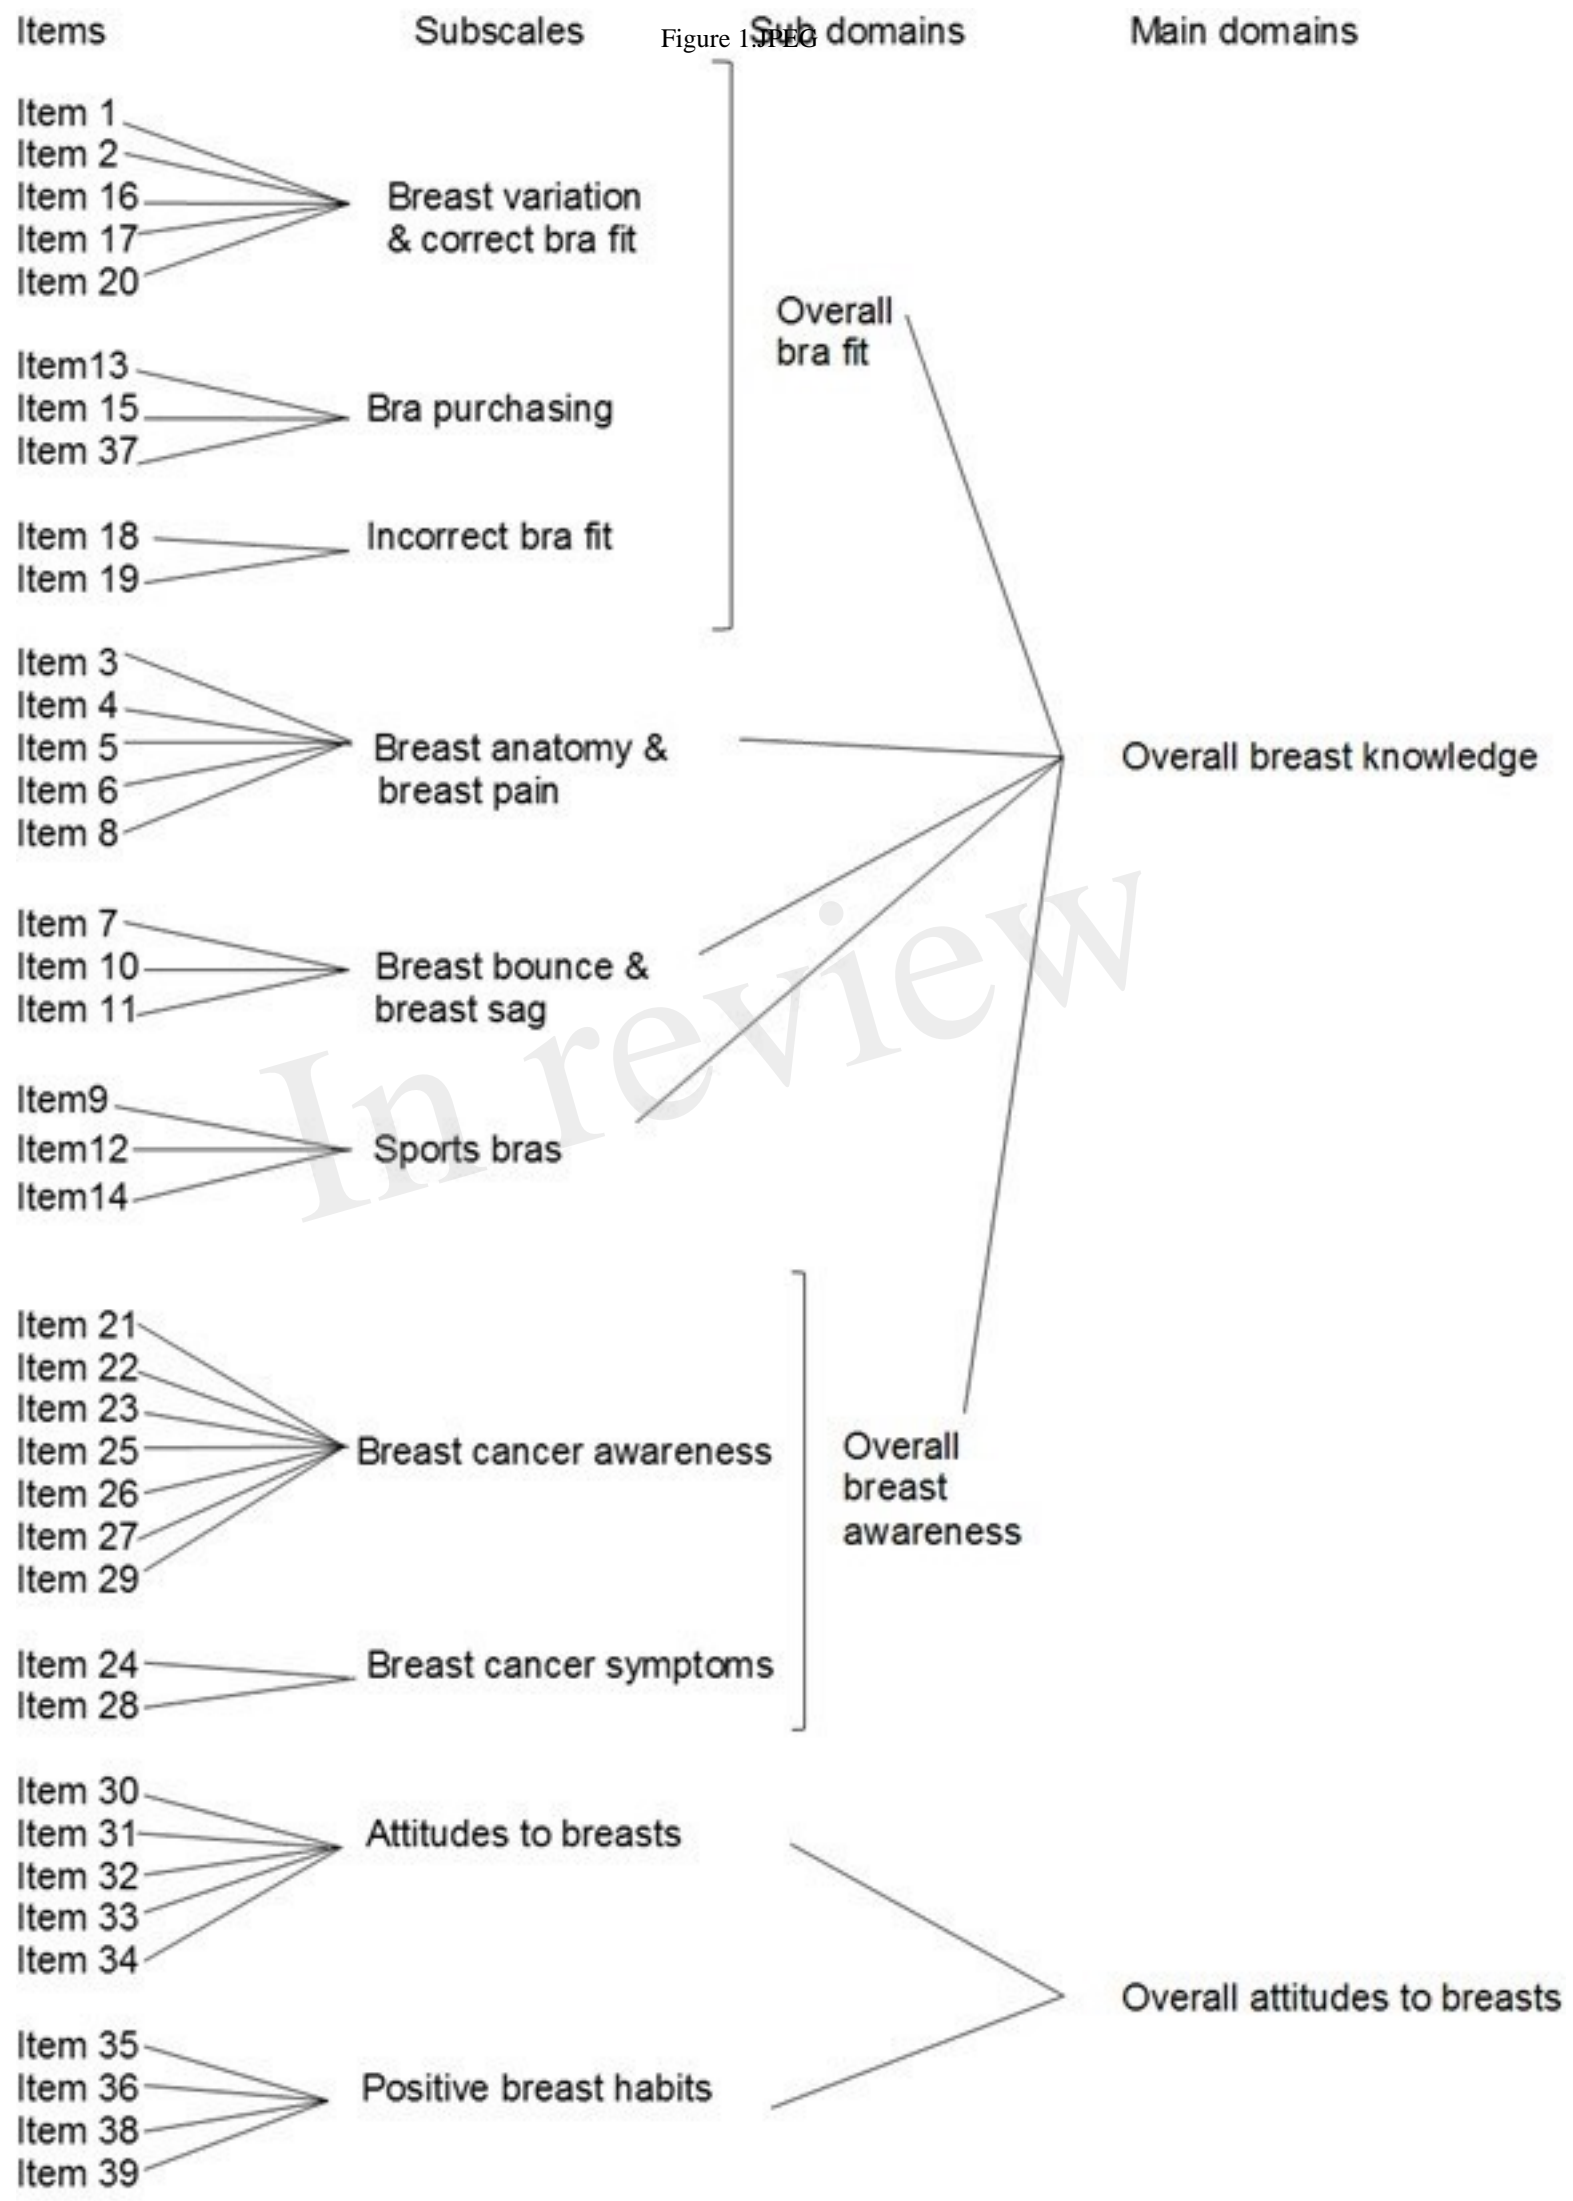 Items Subscales Sub domains Main domains
Figure 1.JPEG
Item 1
Item 2
Item 16
Item 17
Item 20
Breast variation
& correct bra fit
Overall
bra fit
Item13
Item 15
Item 37
Bra purchasing
Item 18
Item 19
Incorrect bra fit
Item 3
Item 4
Item 5
Item 6
Item 8
Breast anatomy &
breast pain
Overall breast knowledge
Item 7
Item 10
Item 11
Breast bounce &
breast sag
Item9
Item12
Item14
Sports bras
In review
Item 21
Item 22
Item 23
Item 25
Item 26
Item 27
Item 29
Breast cancer awareness
Overall
breast
awareness
Item 24
Item 28
Breast cancer symptoms
Item 30
Item 31
Item 32
Item 33
Item 34
Attitudes to breasts
Overall attitudes to breasts
Item 35
Item 36
Item 38
Item 39
Positive breast habits